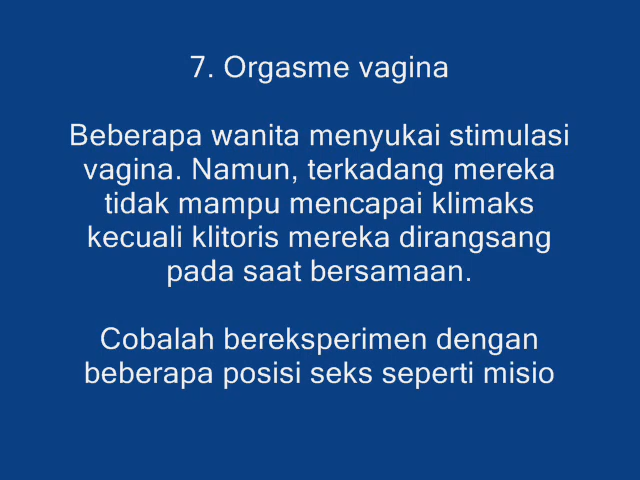 7. Orgasme vagina
Beberapa wanita menyukai stimulasi
vagina. Namun, terkadang mereka
tidak mampu mencapai klimaks
kecuali klitoris mereka dirangsang
pada saat bersamaan.
Cobalah bereksperimen dengan
beberapa posisi seks seperti misio